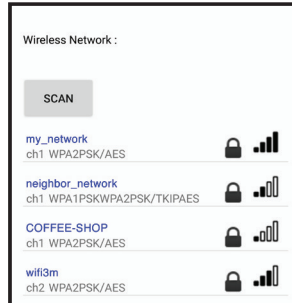 Wireless Network :
SCAN
my_network
ch1 WPA2PSK/AES
neighbor_network
ch1 WPA1PSKWPA2PSK/TKIPAES
COFFEE-SHOP
ch1 WPA2PSK/AES
wifi3m
ch2 WPA2PSK/AES